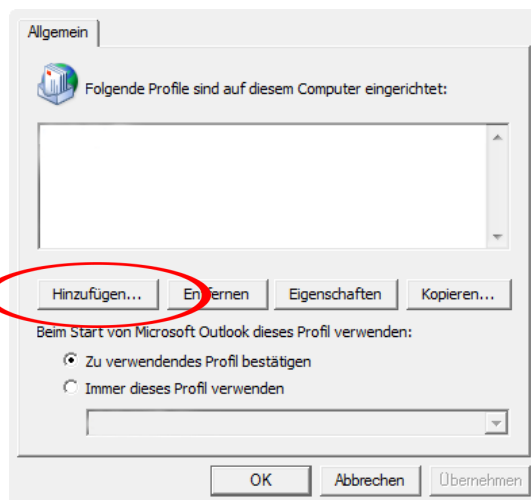 Allgemein
Folgende Profile sind auf diesem Computer eingerichtet:
Hinzufügen... Entfernen Eigenschaften Kopieren...
Beim Start von Microsoft Outlook dieses Profil verwenden:
Zu verwendendes Profil bestätigen
Immer dieses Profil verwenden
OK Abbrechen Übernehmen